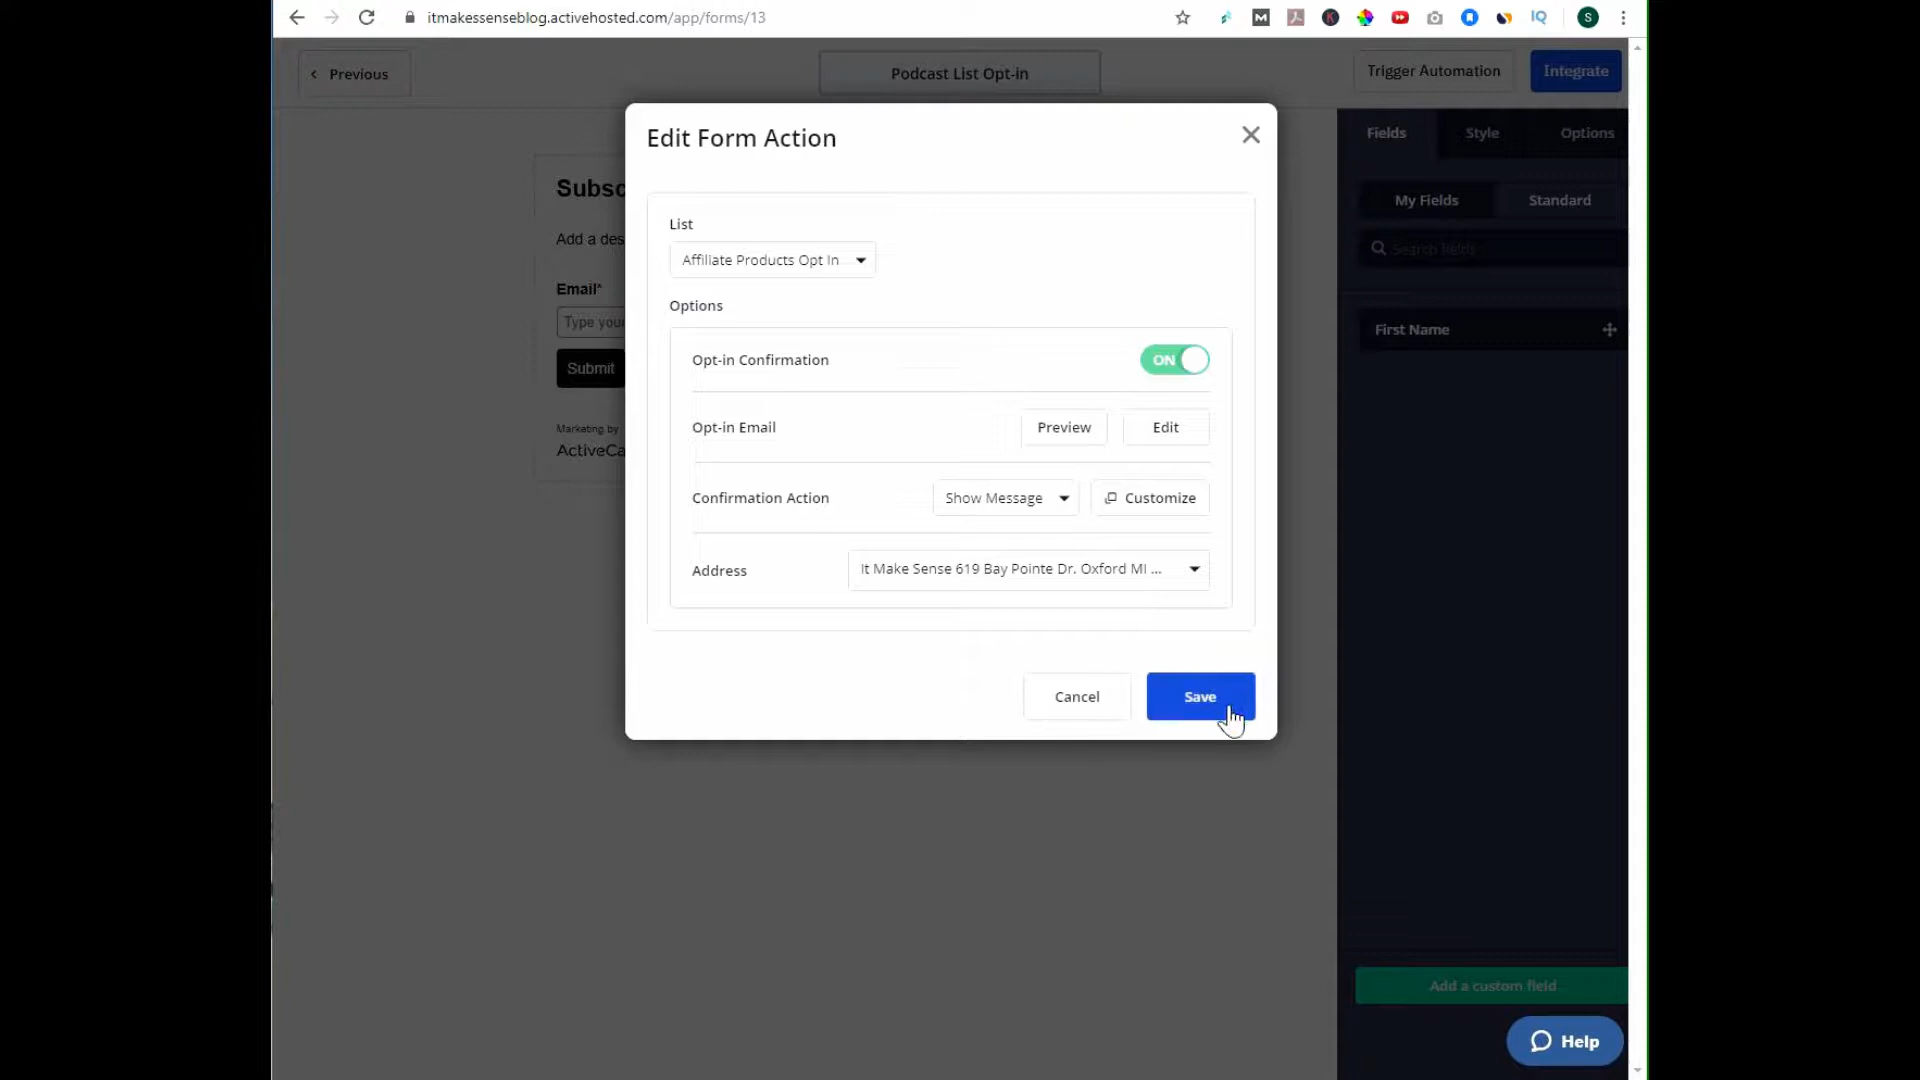 itmakessenseblog.activehosted.com/app/forms/13
S
Previous
Podcast List Opt-in
Trigger Automation
Integrate
Edit Form Action
Fields
Style
Options
Subsc
My Fields
Standard
List
Add a des
Search fields
Affiliate Products Opt In
Email*
Options
Type your
First Name
Opt-in Confirmation
ON
Submit
Opt-in Email
Preview
Edit
Marketing by
ActiveCa
Confirmation Action
Show Message
Customize
Address
It Make Sense 619 Bay Pointe Dr. Oxford MI ...
Cancel
Save
Add a custom field
Help